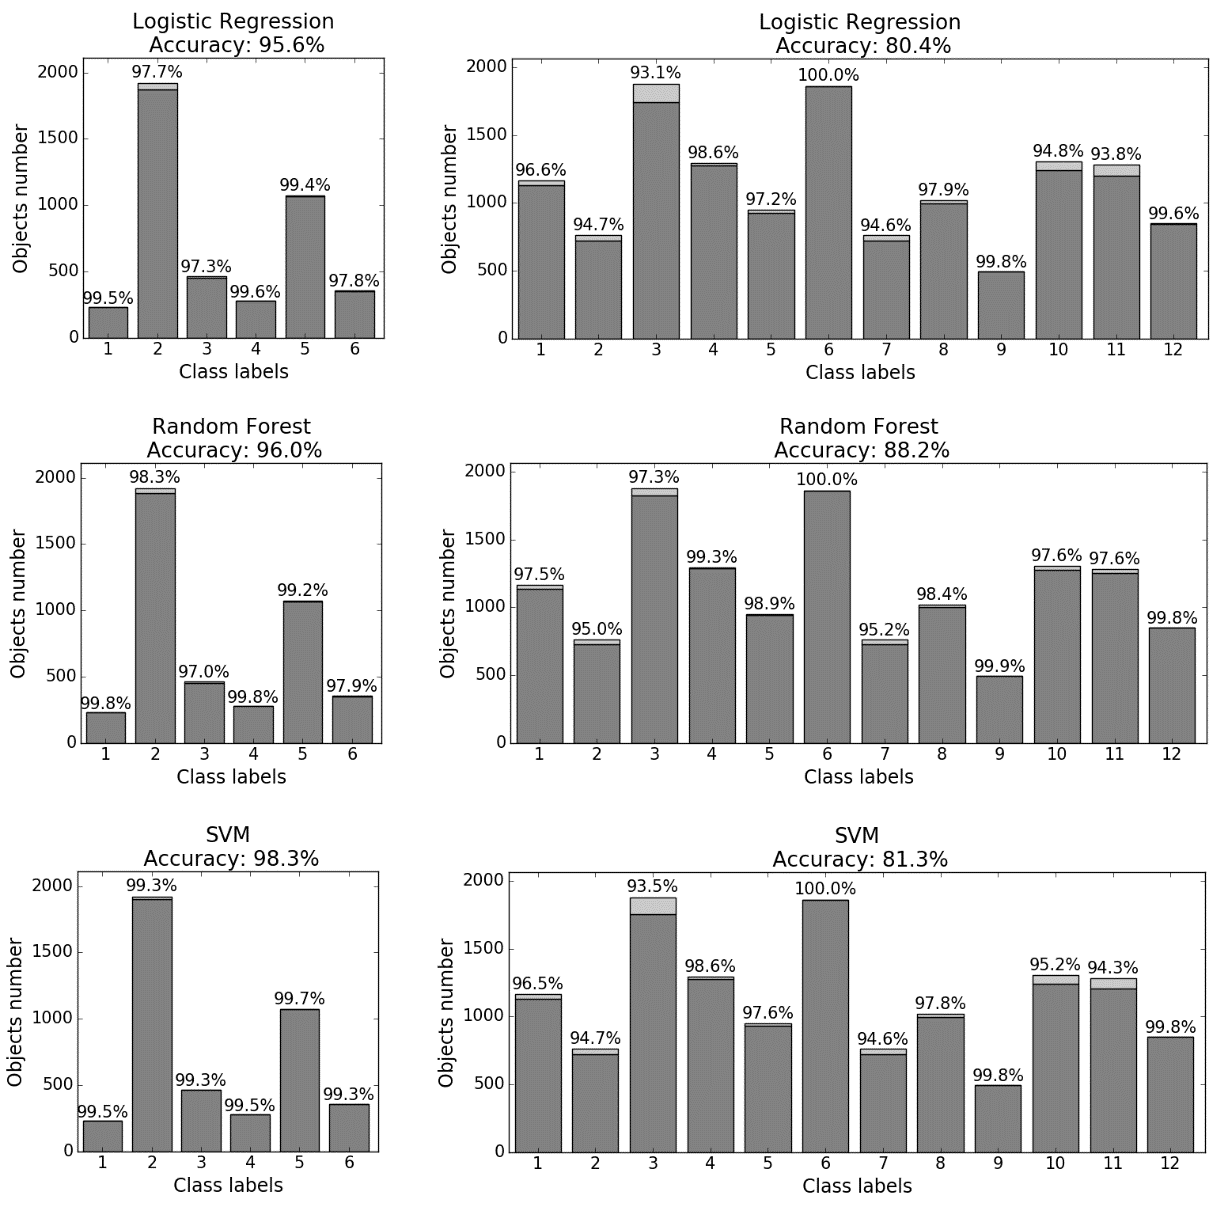 Logistic Regression
Accuracy: 95.6%
Objects number
2000
1500
1000
500
0
99.5%
97.7%
97.3%
99.6%
99.4%
97.8%
1 2 3 4 5 6
Class labels
Logistic Regression
Accuracy: 80.4%
Objects number
2000
1500
1000
500
0
96.6%
94.7%
93.1%
98.6%
97.2%
100.0%
94.6%
97.9%
99.8%
94.8%
93.8%
99.6%
1 2 3 4 5 6 7 8 9 10 11 12
Class labels
Random Forest
Accuracy: 96.0%
Objects number
2000
1500
1000
500
0
99.8%
98.3%
97.0%
99.8%
99.2%
97.9%
1 2 3 4 5 6
Class labels
Random Forest
Accuracy: 88.2%
Objects number
2000
1500
1000
500
0
97.5%
95.0%
97.3%
99.3%
98.9%
100.0%
95.2%
98.4%
99.9%
97.6%
97.6%
99.8%
1 2 3 4 5 6 7 8 9 10 11 12
Class labels
SVM
Accuracy: 98.3%
Objects number
2000
1500
1000
500
0
99.5%
99.3%
99.3%
99.5%
99.7%
99.3%
1 2 3 4 5 6
Class labels
SVM
Accuracy: 81.3%
Objects number
2000
1500
1000
500
0
96.5%
94.7%
93.5%
98.6%
97.6%
100.0%
94.6%
97.8%
99.8%
95.2%
94.3%
99.8%
1 2 3 4 5 6 7 8 9 10 11 12
Class labels